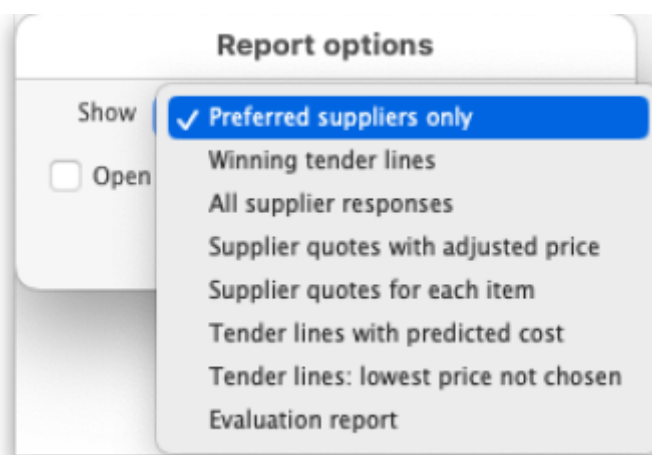 Report options
Show
✓ Preferred suppliers only
Winning tender lines
Open
All supplier responses
Supplier quotes with adjusted price
Supplier quotes for each item
Tender lines with predicted cost
Tender lines: lowest price not chosen
Evaluation report